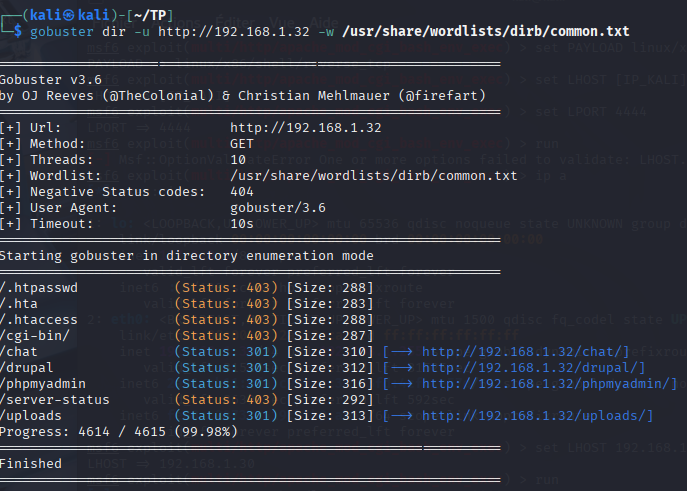 ┌──(kali㉿kali)-[~/TP]
└─$ gobuster dir -u http://192.168.1.32 -w /usr/share/wordlists/dirb/common.txt
===============================================================
Gobuster v3.6
by OJ Reeves (@TheColonial) & Christian Mehlmauer (@firefart)
===============================================================
[+] Url:                     http://192.168.1.32
[+] Method:                  GET
[+] Threads:                 10
[+] Wordlist:                /usr/share/wordlists/dirb/common.txt
[+] Negative Status codes:   404
[+] User Agent:              gobuster/3.6
[+] Timeout:                 10s
===============================================================
Starting gobuster in directory enumeration mode
===============================================================
/.htpasswd            (Status: 403) [Size: 288]
/.hta                 (Status: 403) [Size: 283]
/.htaccess            (Status: 403) [Size: 288]
/cgi-bin/             (Status: 403) [Size: 287]
/chat                 (Status: 301) [Size: 310] [--> http://192.168.1.32/chat/]
/drupal               (Status: 301) [Size: 312] [--> http://192.168.1.32/drupal/]
/phpmyadmin           (Status: 301) [Size: 316] [--> http://192.168.1.32/phpmyadmin/]
/server-status        (Status: 403) [Size: 292]
/uploads              (Status: 301) [Size: 313] [--> http://192.168.1.32/uploads/]
Progress: 4614 / 4615 (99.98%)
===============================================================
Finished
===============================================================